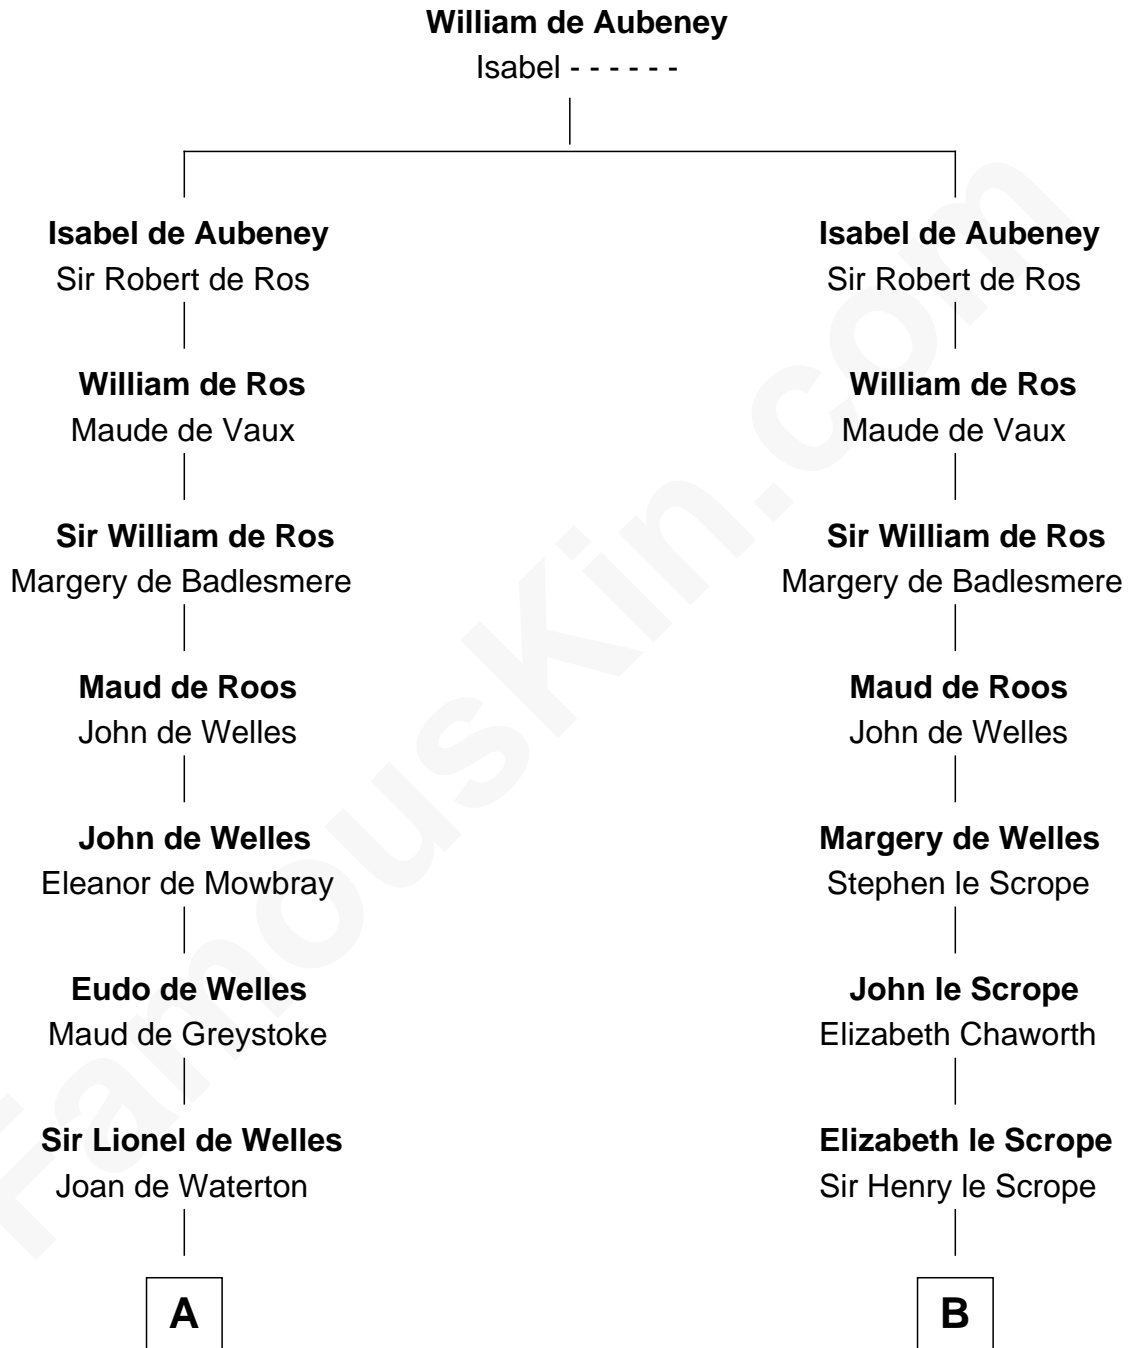 William de Aubeney
Isabel - - - - - -
Isabel de Aubeney
Sir Robert de Ros
Isabel de Aubeney
Sir Robert de Ros
William de Ros
Maude de Vaux
William de Ros
Maude de Vaux
Sir William de Ros
Margery de Badlesmere
Sir William de Ros
Margery de Badlesmere
Maud de Roos
John de Welles
Maud de Roos
John de Welles
John de Welles
Eleanor de Mowbray
Margery de Welles
Stephen le Scrope
Eudo de Welles
Maud de Greystoke
John le Scrope
Elizabeth Chaworth
Sir Lionel de Welles
Joan de Waterton
Elizabeth le Scrope
Sir Henry le Scrope
A
B
FamousKin.com